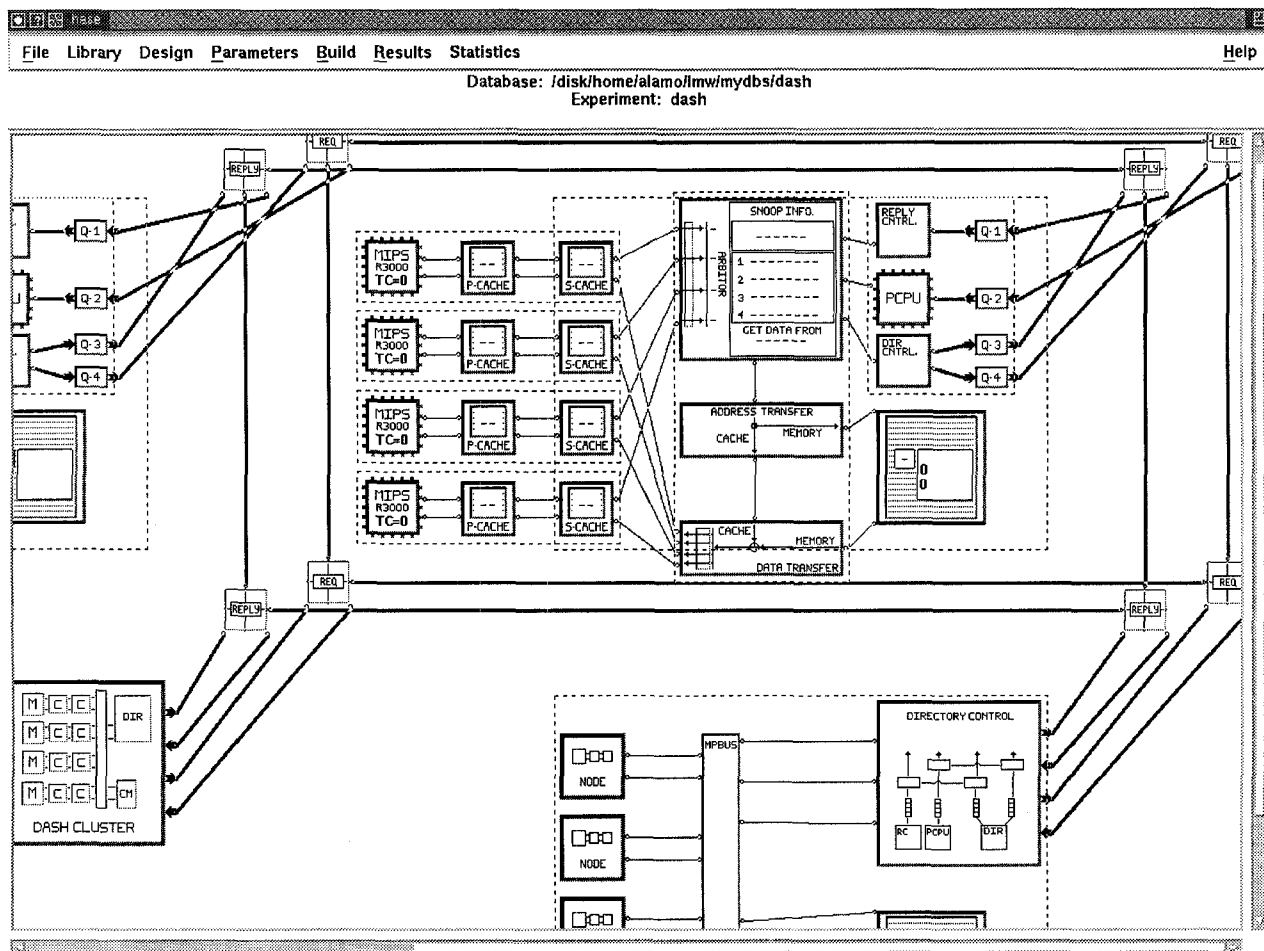 hase
File Library Design Parameters Build Results Statistics Help
Database: /disk/home/alamo/lmw/mydbs/dash
Experiment: dash
REQ
REQ
REPLY
REPLY
Q-1
Q-2
Q-3
Q-4
U
MIPS
R3000
TC=0
P-CACHE
S-CACHE
MIPS
R3000
TC=0
P-CACHE
S-CACHE
MIPS
R3000
TC=0
P-CACHE
S-CACHE
MIPS
R3000
TC=0
P-CACHE
S-CACHE
ARBITOR
SNOOP INFO.
1
2
3
4
GET DATA FROM
ADDRESS TRANSFER
CACHE
MEMORY
CACHE
MEMORY
DATA TRANSFER
REPLY
CNTRL.
PCPU
DIR
CNTRL.
Q-1
Q-2
Q-3
Q-4
0
0
REQ
REQ
REPLY
REPLY
M C C
M C C
M C C
M C C
DIR
CM
DASH CLUSTER
NODE
NODE
MPBUS
DIRECTORY CONTROL
RC
PCPU
DIR